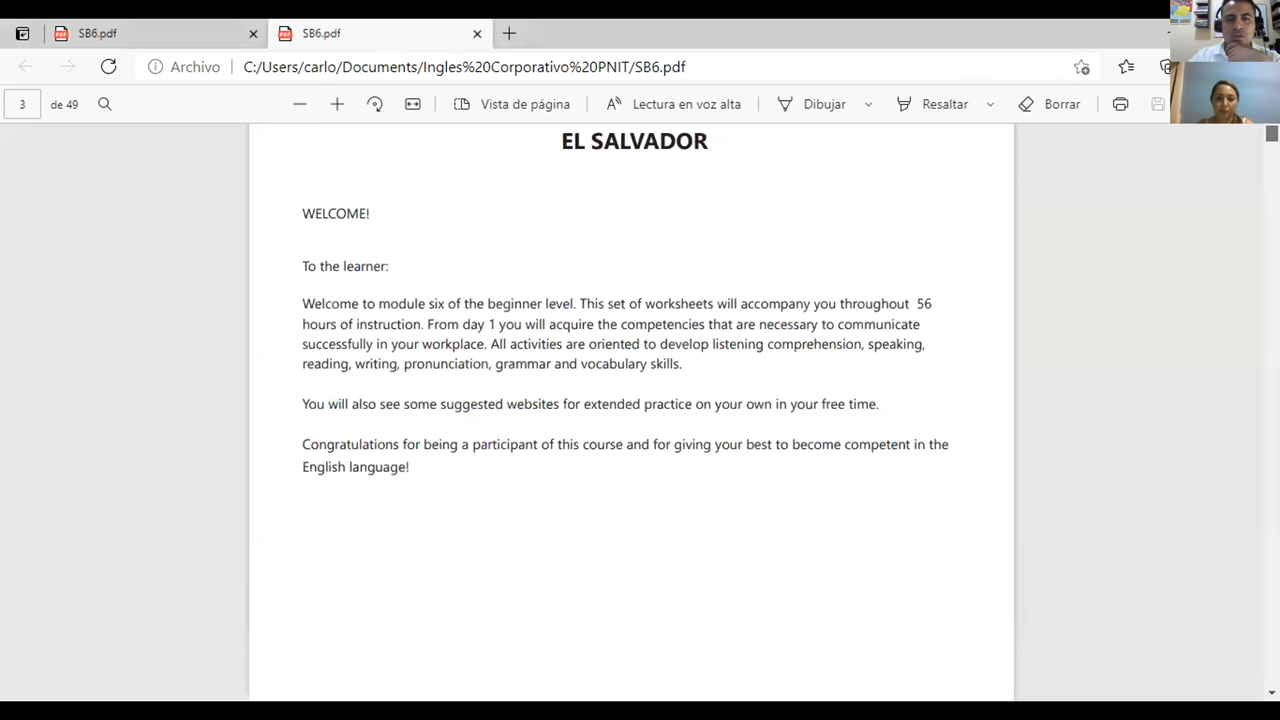 SB6.pdf
SB6.pdf
Archivo C:/Users/carlo/Documents/Ingles%20Corporativo%20PNIT/SB6.pdf
3 de 49 Vista de página Lectura en voz alta Dibujar Resaltar Borrar
EL SALVADOR
WELCOME!
To the learner:
Welcome to module six of the beginner level. This set of worksheets will accompany you throughout 56
hours of instruction. From day 1 you will acquire the competencies that are necessary to communicate
successfully in your workplace. All activities are oriented to develop listening comprehension, speaking,
reading, writing, pronunciation, grammar and vocabulary skills.
You will also see some suggested websites for extended practice on your own in your free time.
Congratulations for being a participant of this course and for giving your best to become competent in the
English language!